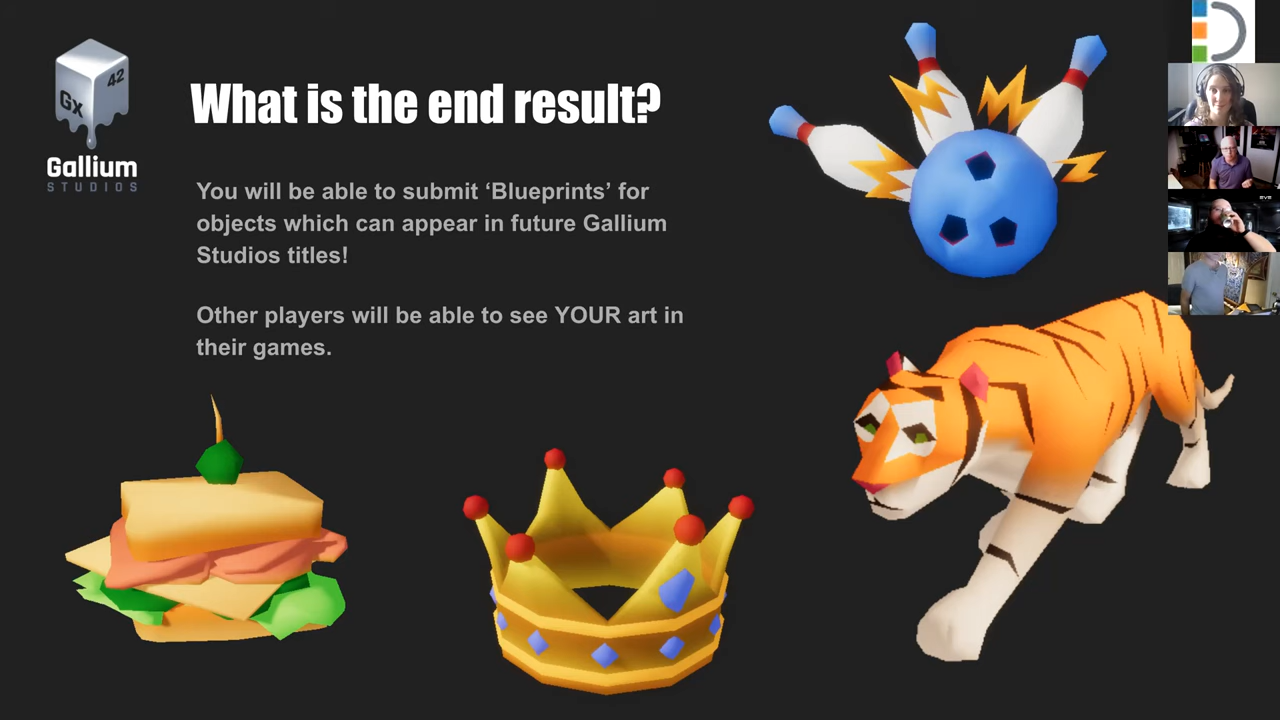 42
Gx
Gallium
STUDIOS
What is the end result?
You will be able to submit ‘Blueprints’ for
objects which can appear in future Gallium
Studios titles!
Other players will be able to see YOUR art in
their games.